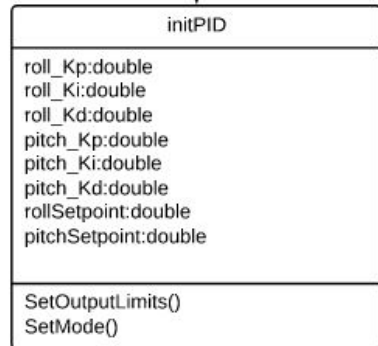 initPID
roll_Kp:double
roll_Ki:double
roll_Kd:double
pitch_Kp:double
pitch_Ki:double
pitch_Kd:double
rollSetpoint:double
pitchSetpoint:double
SetOutputLimits()
SetMode()